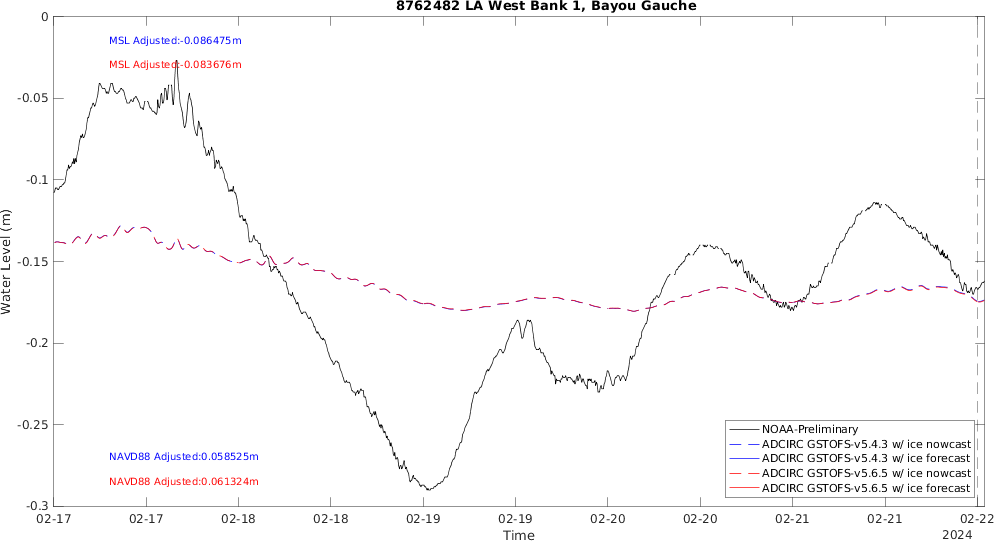 8762482 LA West Bank 1, Bayou Gauche
0
-0.05
-0.1
-0.15
-0.2
-0.25
-0.3
Water Level (m)
MSL Adjusted:-0.086475m
MSL Adjusted:-0.083676m
NAVD88 Adjusted:0.058525m
NAVD88 Adjusted:0.061324m
NOAA-Preliminary
ADCIRC GSTOFS-v5.4.3 w/ ice nowcast
ADCIRC GSTOFS-v5.4.3 w/ ice forecast
ADCIRC GSTOFS-v5.6.5 w/ ice nowcast
ADCIRC GSTOFS-v5.6.5 w/ ice forecast
02-17 02-17 02-18 02-18 02-19 02-19 02-20 02-20 02-21 02-21 02-22
Time
2024